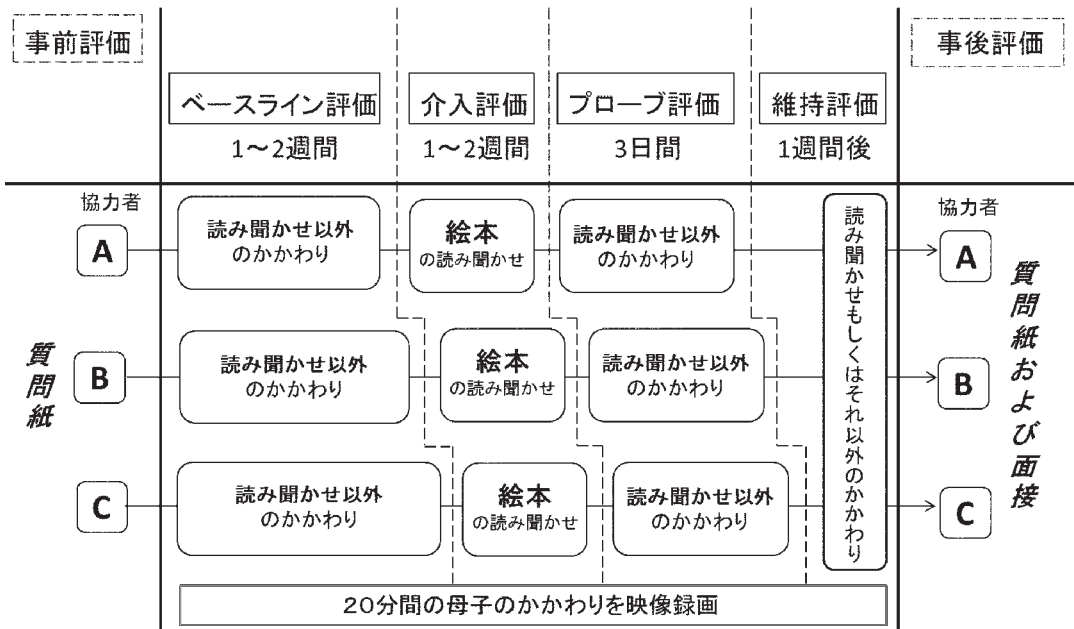 事前評価
事後評価
ベースライン評価
介入評価
プローブ評価
維持評価
1～2週間
1～2週間
3日間
1週間後
協力者
協力者
A
読み聞かせ以外
のかかわり
絵本
の読み聞かせ
読み聞かせ以外
のかかわり
A
B
読み聞かせ以外
のかかわり
絵本
の読み聞かせ
読み聞かせ以外
のかかわり
B
C
読み聞かせ以外
のかかわり
絵本
の読み聞かせ
読み聞かせ以外
のかかわり
C
質問紙
読み聞かせもしくはそれ以外のかかわり
質問紙および面接
20分間の母子のかかわりを映像録画